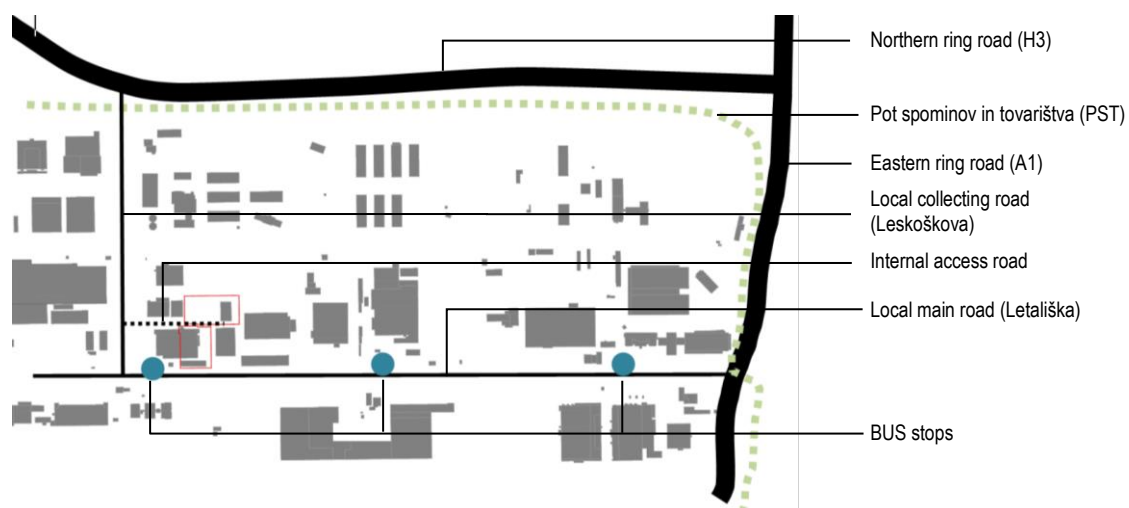 Northern ring road (H3)
Pot spominov in tovarištva (PST)
Eastern ring road (A1)
Local collecting road
(Leskoškova)
Internal access road
Local main road (Letališka)
BUS stops